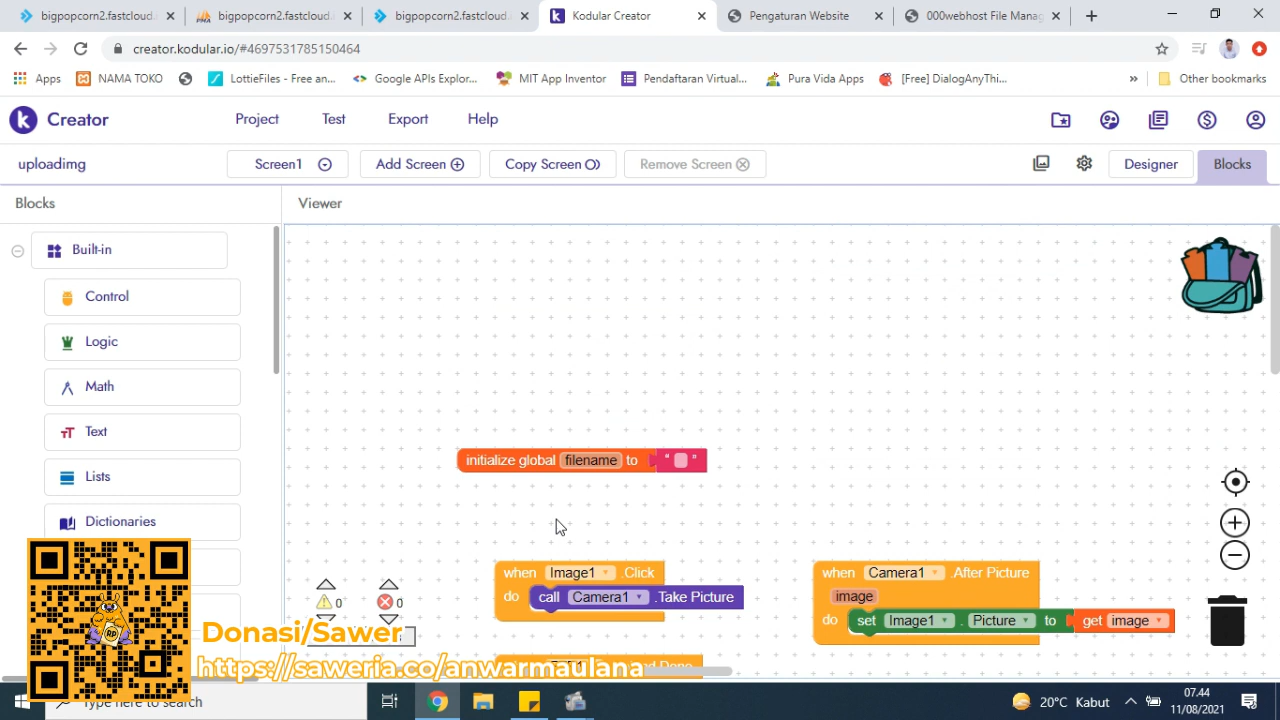 bigpopcorn2.fastcloud.
bigpopcorn2.fastcloud.
bigpopcorn2.fastcloud.
Kodular Creator
Pengaturan Website
000webhost File Manag
creator.kodular.io/#4697531785150464
Apps
NAMA TOKO
LottieFiles - Free an...
Google APIs Explor...
MIT App Inventor
Pendaftaran Virtual...
Pura Vida Apps
[Free] DialogAnyThi...
»
Other bookmarks
Creator
Project
Test
Export
Help
uploadimg
Screen1
Add Screen
Copy Screen
Remove Screen
Designer
Blocks
Blocks
Viewer
Built-in
Control
Logic
Math
Text
Lists
Dictionaries
initialize global filename to " "
when Image1 .Click
do call Camera1 .Take Picture
when Camera1 .After Picture
image
do set Image1 . Picture to get image
0
0
RP
Donasi/Sawer
https://saweria.co/anwarmaulana
Type here to search
20°C Kabut
07.44
11/08/2021